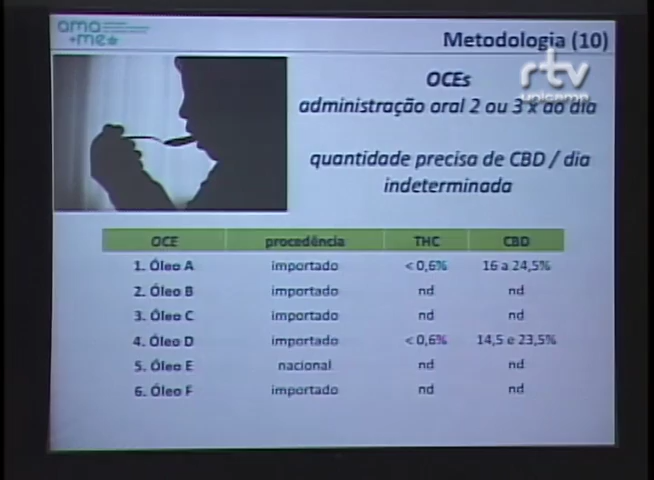 ama
+me
Metodologia (10)
rtv
unicamp
OCEs
administração oral 2 ou 3 x ao dia
quantidade precisa de CBD / dia
indeterminada
OCE procedência THC CBD
1. Óleo A importado < 0,6% 16 a 24,5%
2. Óleo B importado nd nd
3. Óleo C importado nd nd
4. Óleo D importado < 0,6% 14,5 e 23,5%
5. Óleo E nacional nd nd
6. Óleo F importado nd nd